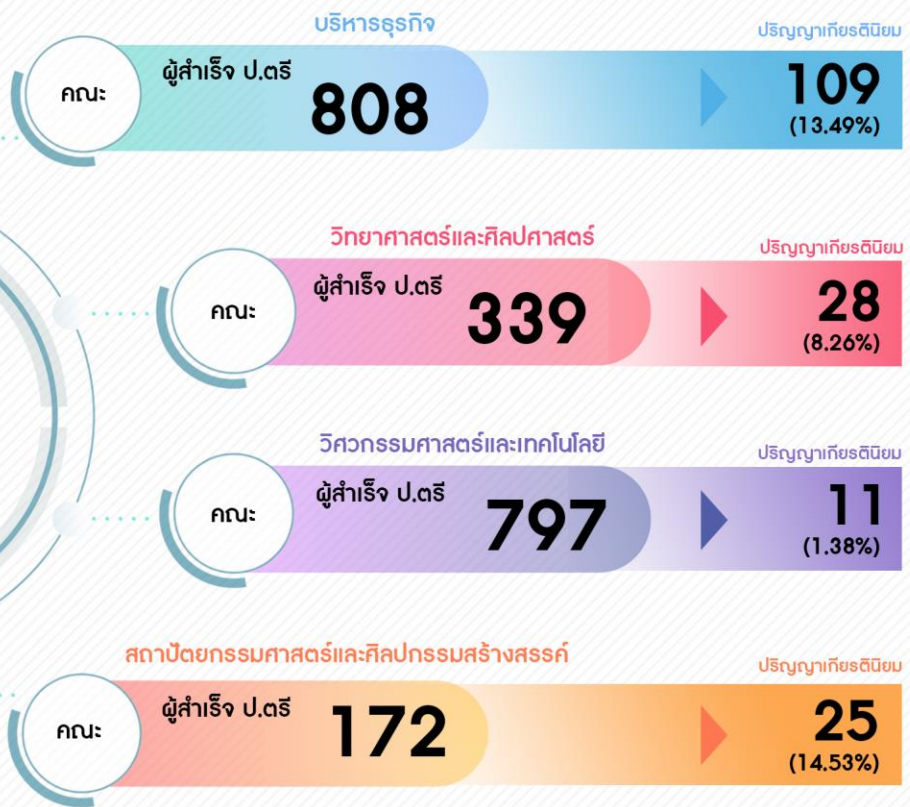 บริหารธุรกิจ
ปริญญาเกียรตินิยม
คณะ
ผู้สำเร็จ ป.ตรี
808
109
(13.49%)
วิทยาศาสตร์และศิลปศาสตร์
ปริญญาเกียรตินิยม
คณะ
ผู้สำเร็จ ป.ตรี
339
28
(8.26%)
วิศวกรรมศาสตร์และเทคโนโลยี
ปริญญาเกียรตินิยม
คณะ
ผู้สำเร็จ ป.ตรี
797
11
(1.38%)
สถาปัตยกรรมศาสตร์และศิลปกรรมสร้างสรรค์
ปริญญาเกียรตินิยม
คณะ
ผู้สำเร็จ ป.ตรี
172
25
(14.53%)